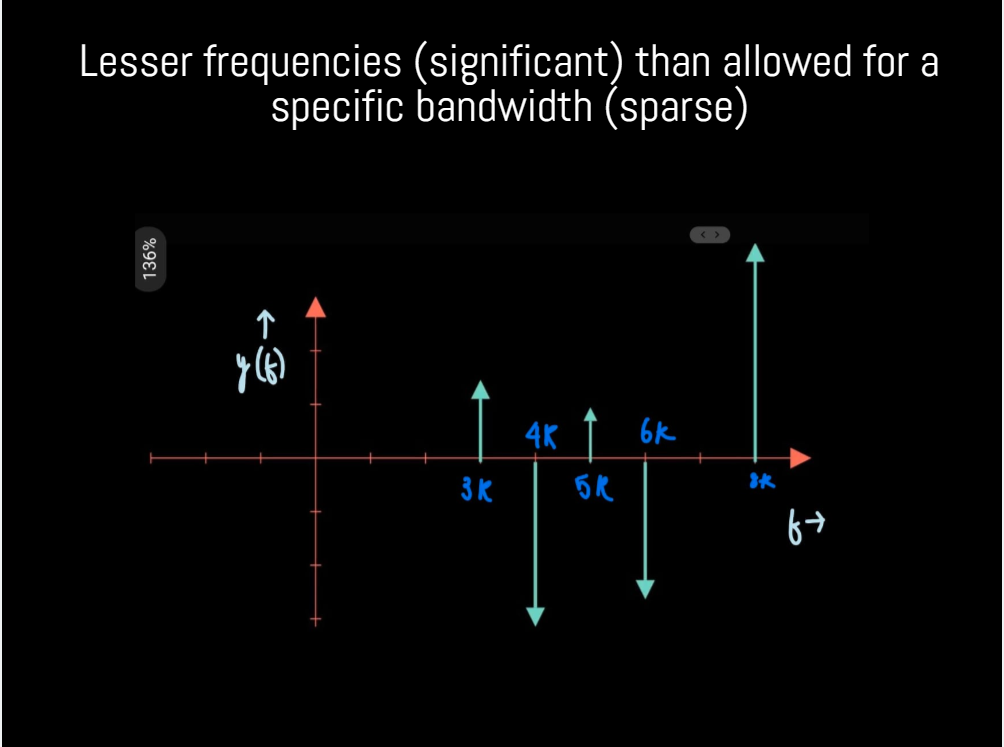 Lesser frequencies (significant) than allowed for a
specific bandwidth (sparse)
136%
< >
↑
y(f)
4K
6K
3K
5K
8K
f→